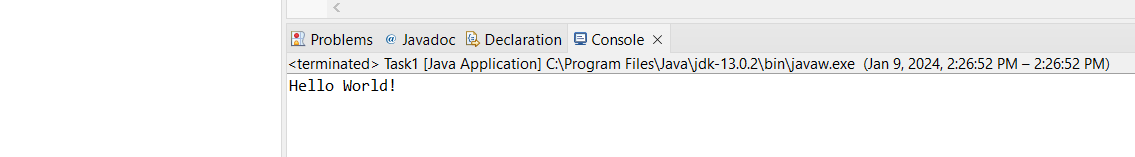 Problems @ Javadoc Declaration Console
<terminated> Task1 [Java Application] C:\Program Files\Java\jdk-13.0.2\bin\javaw.exe (Jan 9, 2024, 2:26:52 PM – 2:26:52 PM)
Hello World!